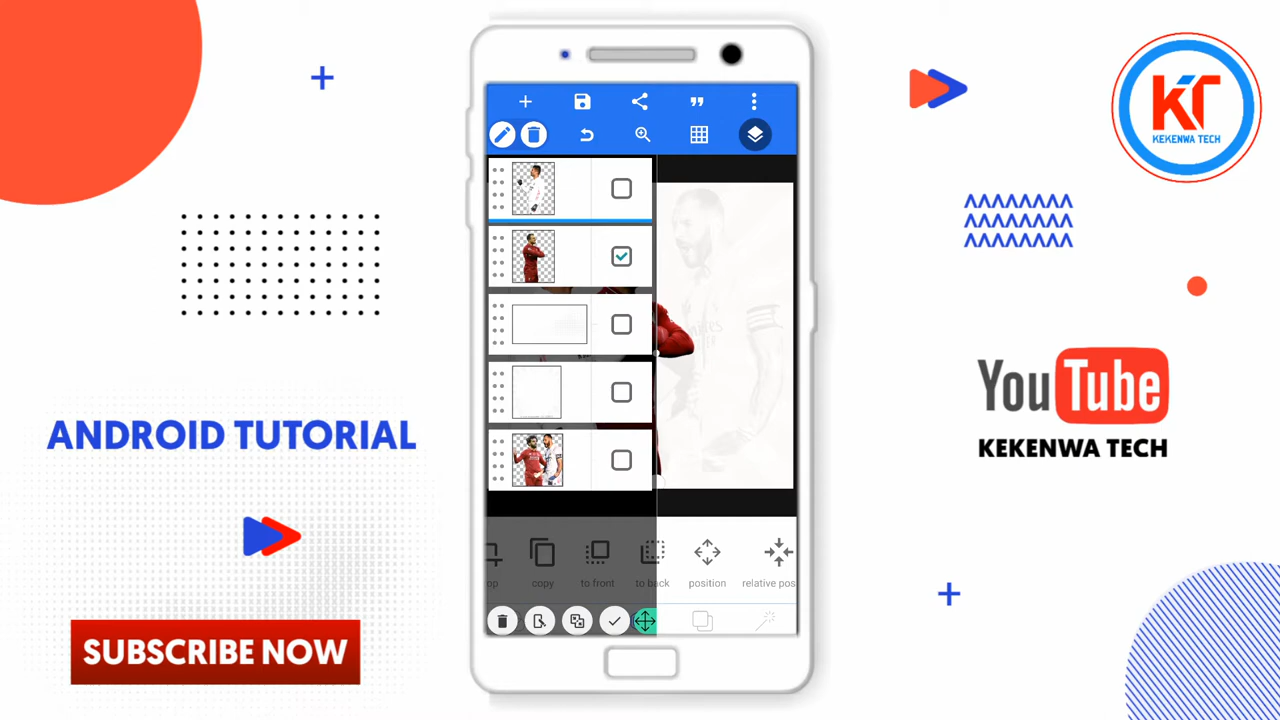 KT
KEKENWA TECH
ANDROID TUTORIAL
SUBSCRIBE NOW
copy
to front
to back
position
relative pos
YouTube
KEKENWA TECH